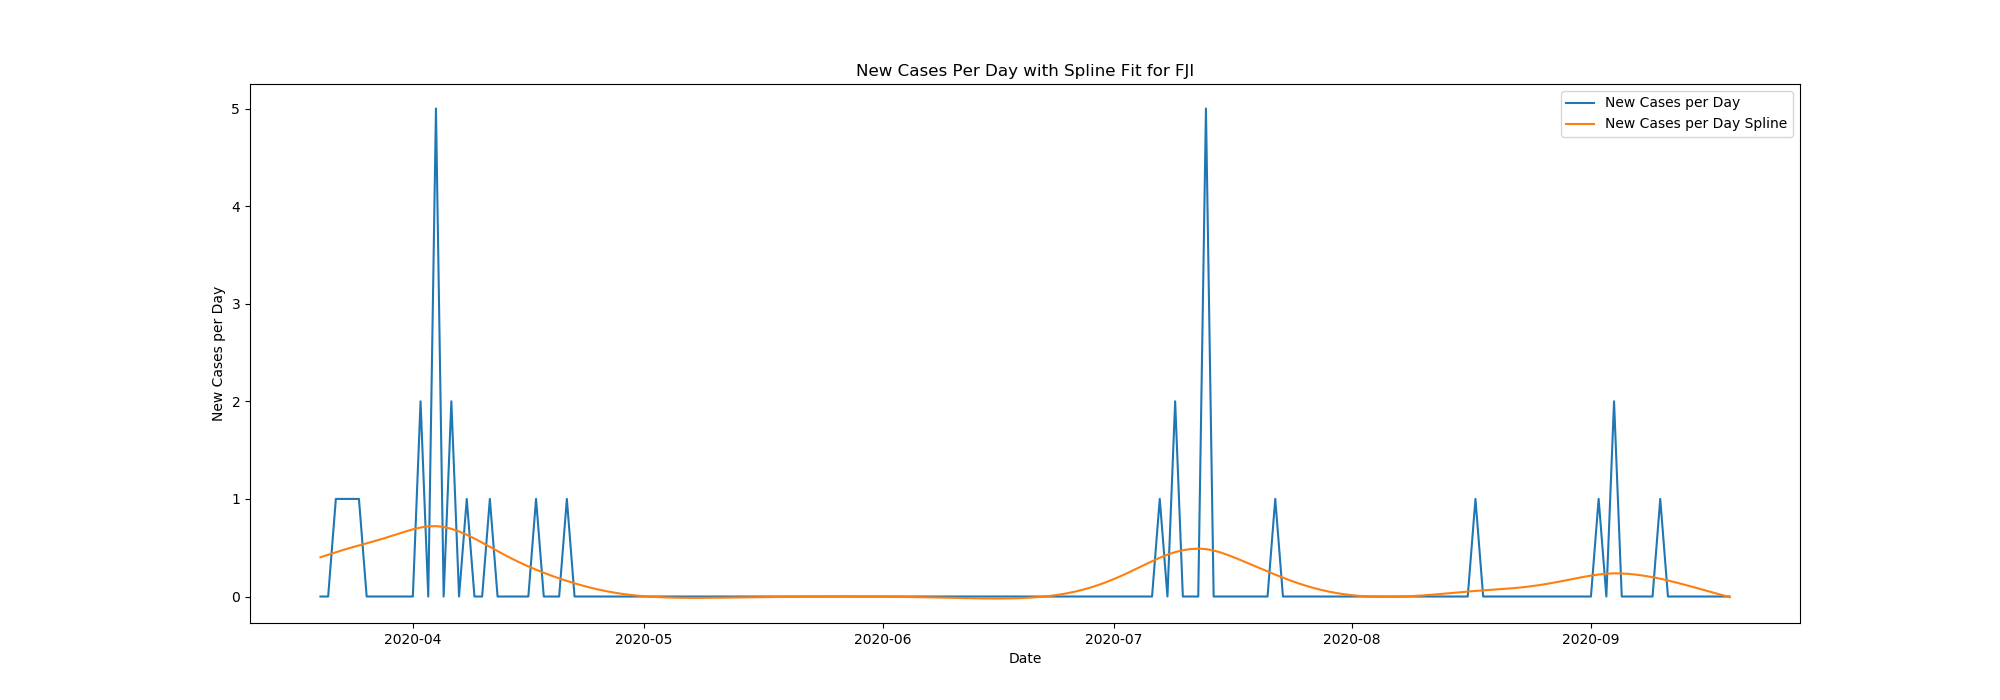 New Cases Per Day with Spline Fit for FJI
New Cases per Day
New Cases per Day Spline
5
4
3
2
1
0
New Cases per Day
2020-04
2020-05
2020-06
2020-07
2020-08
2020-09
Date